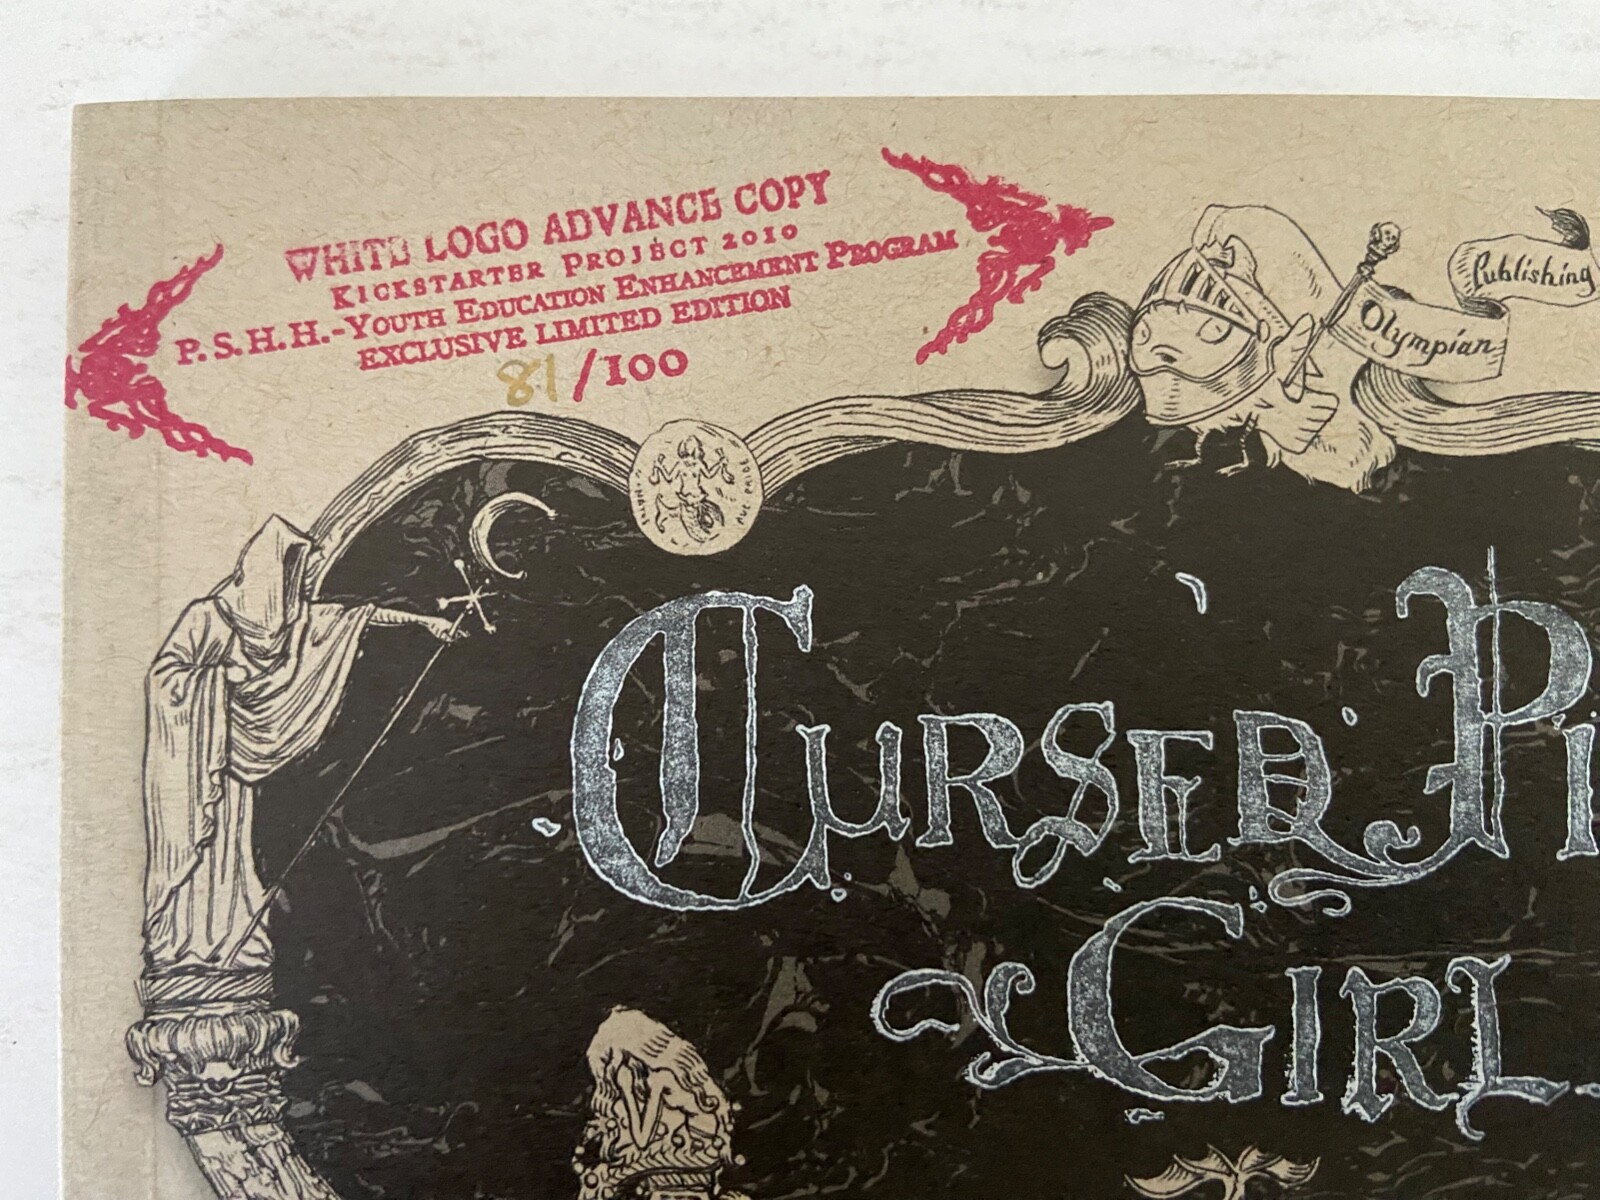 WHITE LOGO ADVANCE COPY
KICKSTARTER PROJECT 2010
P.S.H.H.-YOUTH EDUCATION ENHANCEMENT PROGRAM
EXCLUSIVE LIMITED EDITION
81/100
Publishing
Olympian
CURSED PI
GIRL